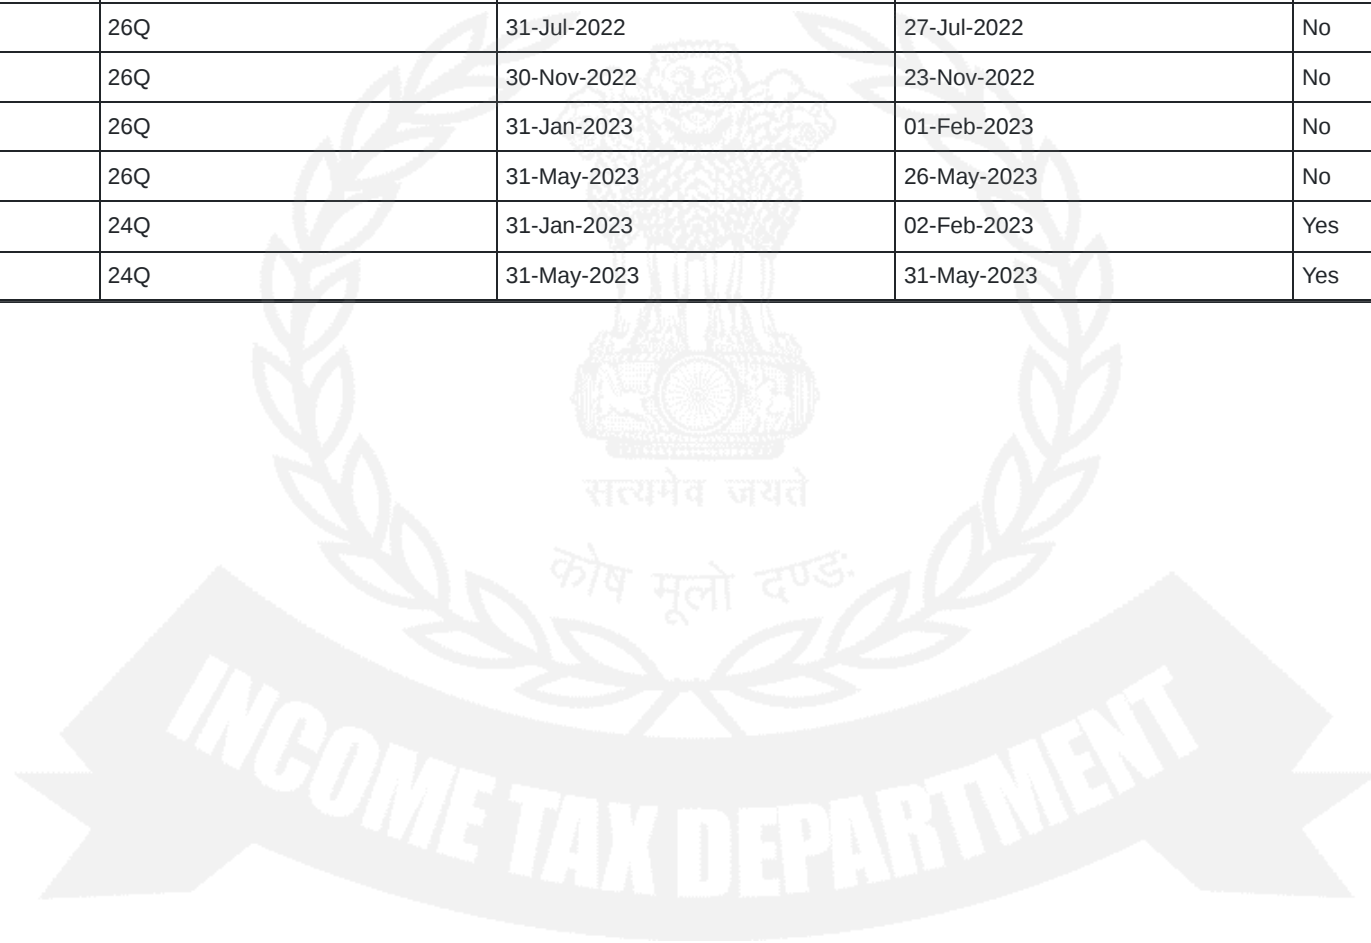 26Q 31-Jul-2022 27-Jul-2022 No
26Q 30-Nov-2022 23-Nov-2022 No
26Q 31-Jan-2023 01-Feb-2023 No
26Q 31-May-2023 26-May-2023 No
24Q 31-Jan-2023 02-Feb-2023 Yes
24Q 31-May-2023 31-May-2023 Yes
सत्यमेव जयते
कोष मूलो दण्डः
INCOME TAX DEPARTMENT